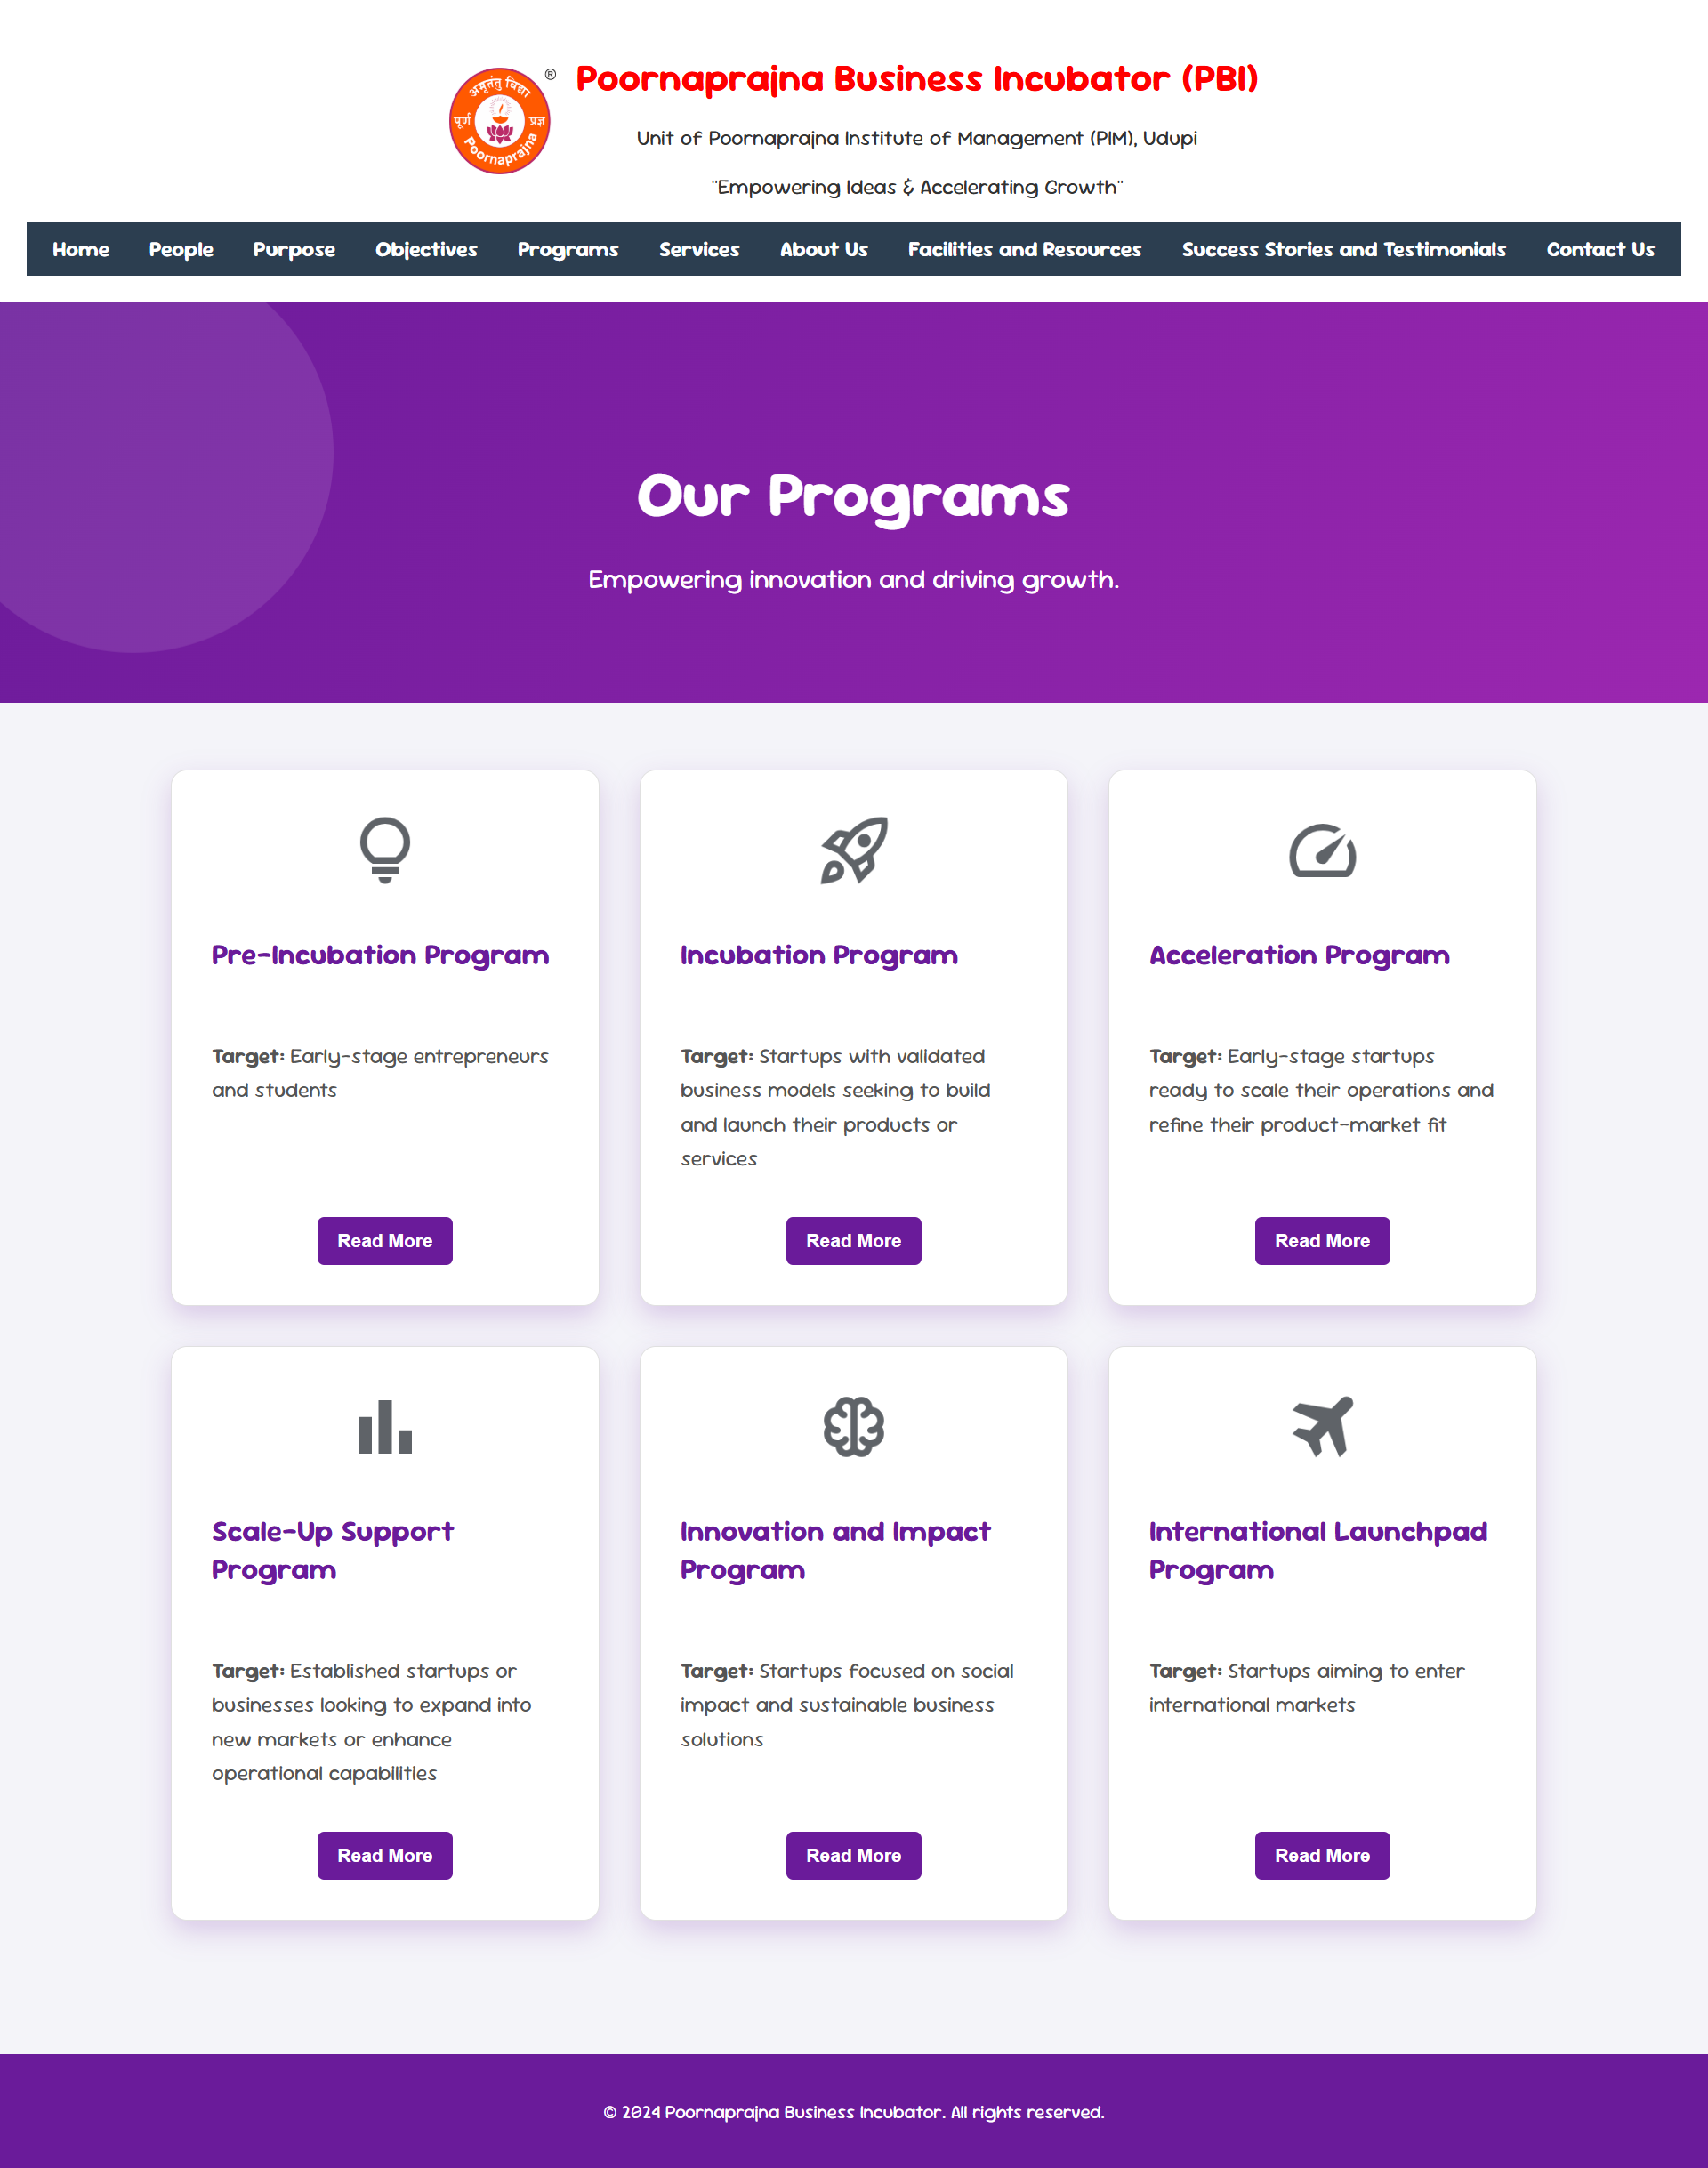 अमृतंतु विद्या
पूर्ण
प्रज्ञ
Poornaprajna
®
Poornaprajna Business Incubator (PBI)
Unit of Poornaprajna Institute of Management (PIM), Udupi
"Empowering Ideas & Accelerating Growth"
Home People Purpose Objectives Programs Services About Us Facilities and Resources Success Stories and Testimonials Contact Us
Our Programs
Empowering innovation and driving growth.
Pre-Incubation Program
Target: Early-stage entrepreneurs
and students
Read More
Incubation Program
Target: Startups with validated
business models seeking to build
and launch their products or
services
Read More
Acceleration Program
Target: Early-stage startups
ready to scale their operations and
refine their product-market fit
Read More
Scale-Up Support
Program
Target: Established startups or
businesses looking to expand into
new markets or enhance
operational capabilities
Read More
Innovation and Impact
Program
Target: Startups focused on social
impact and sustainable business
solutions
Read More
International Launchpad
Program
Target: Startups aiming to enter
international markets
Read More
© 2024 Poornaprajna Business Incubator. All rights reserved.